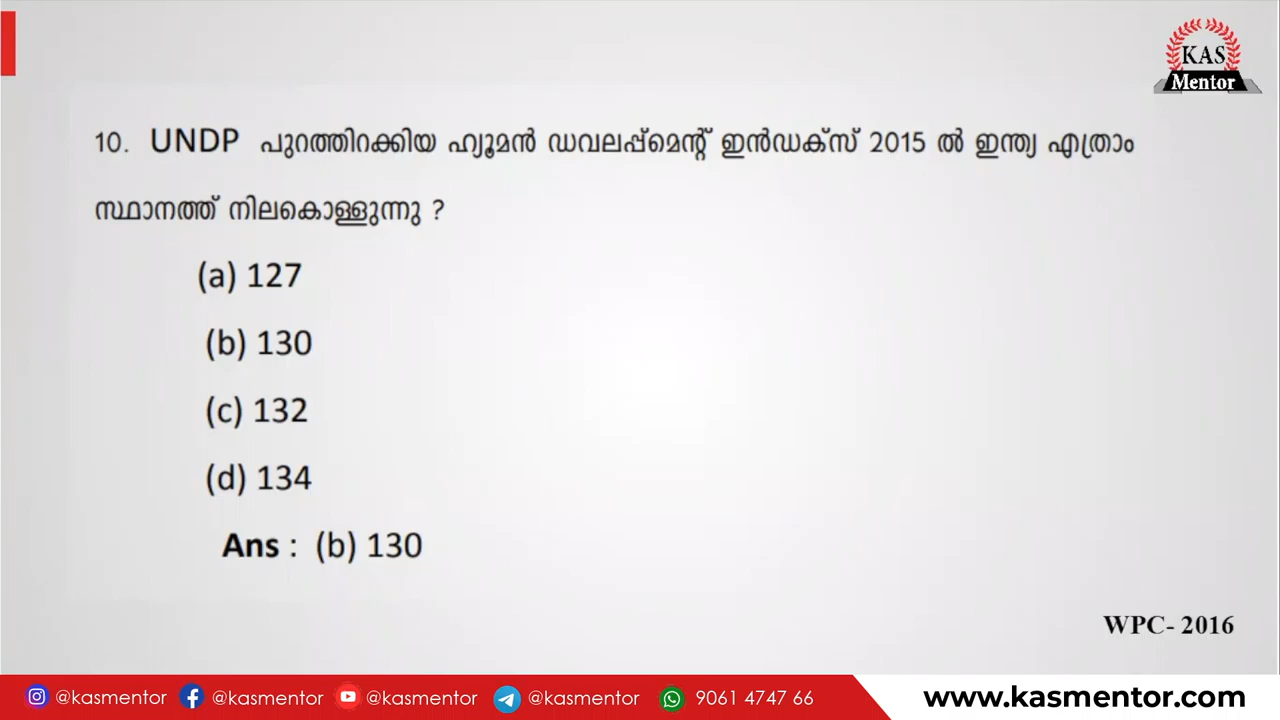 KAS
Mentor
10. UNDP പുറത്തിറക്കിയ ഹ്യൂമൻ ഡവലപ്പ്മെന്റ് ഇൻഡക്സ് 2015 ൽ ഇന്ത്യ എത്രാം
സ്ഥാനത്ത് നിലകൊള്ളുന്നു ?
(a) 127
(b) 130
(c) 132
(d) 134
Ans : (b) 130
WPC- 2016
@kasmentor @kasmentor @kasmentor @kasmentor 9061 4747 66 www.kasmentor.com